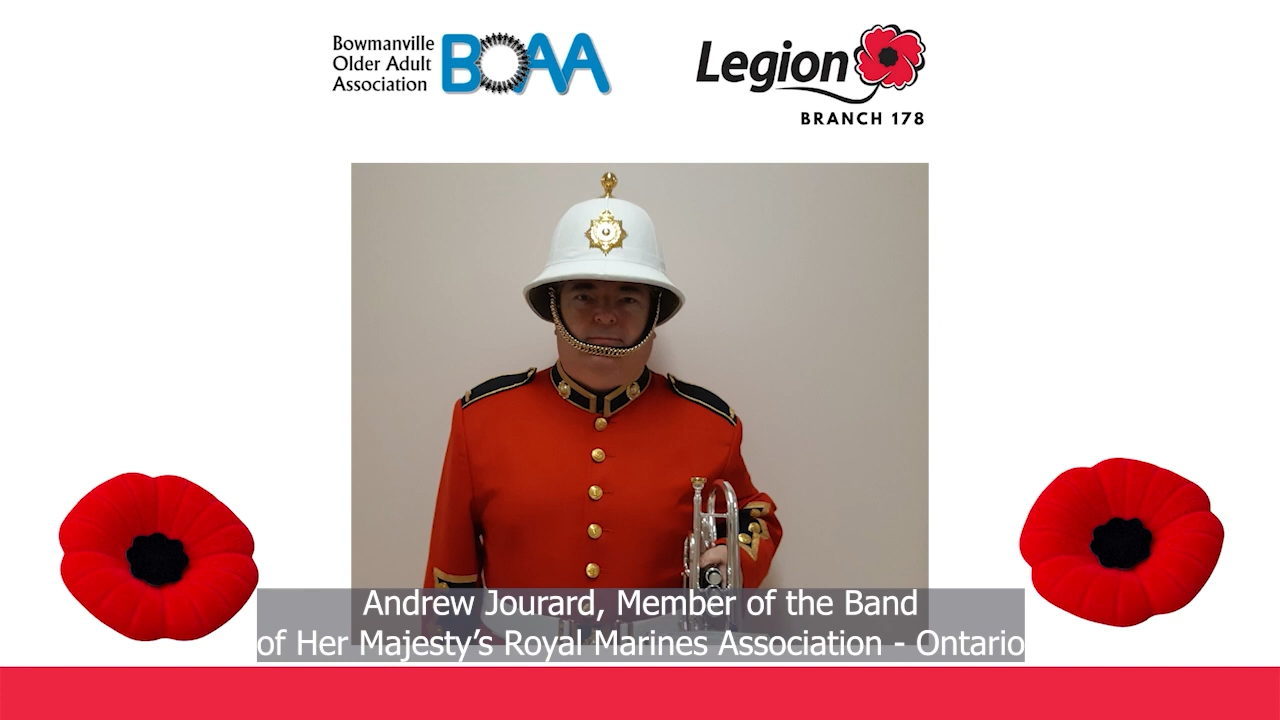 Bowmanville
Older Adult
Association
BOAA
Legion
BRANCH 178
Andrew Jourard, Member of the Band
of Her Majesty’s Royal Marines Association - Ontario